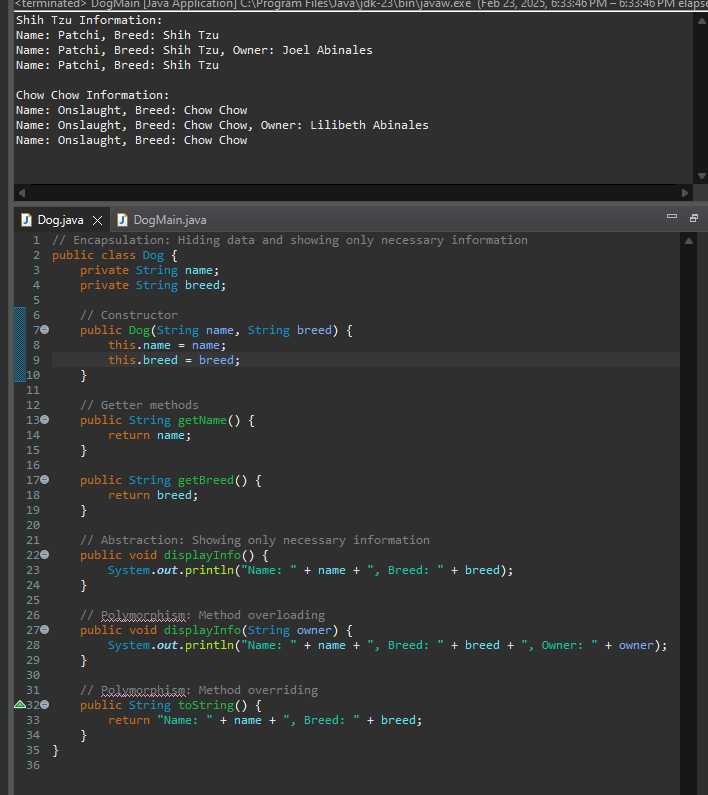 <terminated> DogMain [Java Application] C:\Program Files\Java\jdk-23\bin\javaw.exe (Feb 23, 2025, 6:33:46 PM – 6:33:46 PM elapse
Shih Tzu Information:
Name: Patchi, Breed: Shih Tzu
Name: Patchi, Breed: Shih Tzu, Owner: Joel Abinales
Name: Patchi, Breed: Shih Tzu

Chow Chow Information:
Name: Onslaught, Breed: Chow Chow
Name: Onslaught, Breed: Chow Chow, Owner: Lilibeth Abinales
Name: Onslaught, Breed: Chow Chow

Dog.java DogMain.java
1 // Encapsulation: Hiding data and showing only necessary information
2 public class Dog {
3     private String name;
4     private String breed;
5
6     // Constructor
7     public Dog(String name, String breed) {
8         this.name = name;
9         this.breed = breed;
10     }
11
12     // Getter methods
13     public String getName() {
14         return name;
15     }
16
17     public String getBreed() {
18         return breed;
19     }
20
21     // Abstraction: Showing only necessary information
22     public void displayInfo() {
23         System.out.println("Name: " + name + ", Breed: " + breed);
24     }
25
26     // Polymorphism: Method overloading
27     public void displayInfo(String owner) {
28         System.out.println("Name: " + name + ", Breed: " + breed + ", Owner: " + owner);
29     }
30
31     // Polymorphism: Method overriding
32     public String toString() {
33         return "Name: " + name + ", Breed: " + breed;
34     }
35 }
36